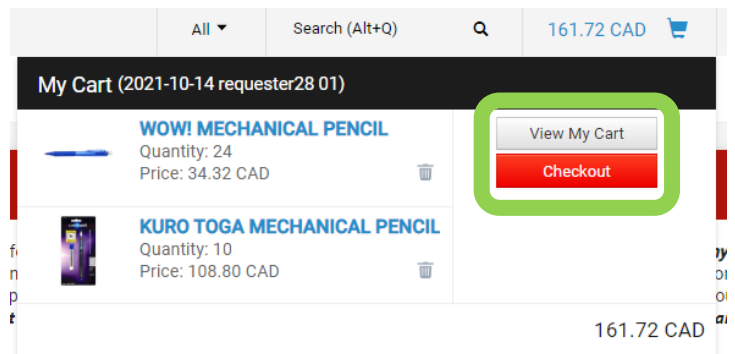 All Search (Alt+Q) 161.72 CAD
My Cart (2021-10-14 requester28 01)
WOW! MECHANICAL PENCIL
Quantity: 24
Price: 34.32 CAD
View My Cart
Checkout
KURO TOGA MECHANICAL PENCIL
Quantity: 10
Price: 108.80 CAD
161.72 CAD